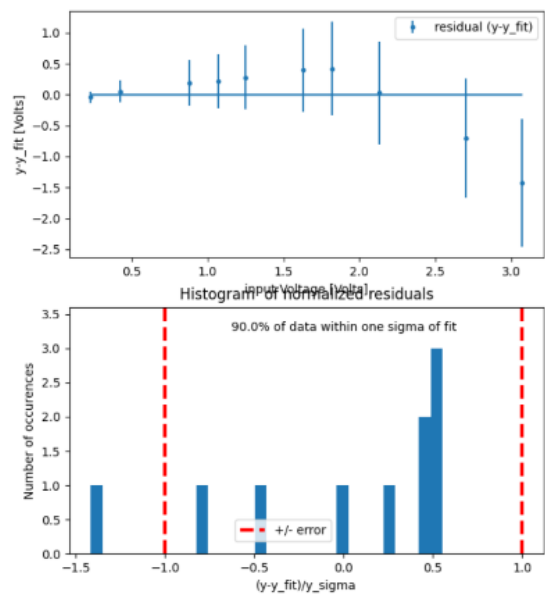 residual (y-y_fit)
1.0
0.5
0.0
-0.5
-1.0
-1.5
-2.0
-2.5
y-y_fit [Volts]
0.5 1.0 1.5 2.0 2.5 3.0
input Voltage [Volts]
Histogram of normalized residuals
90.0% of data within one sigma of fit
3.5
3.0
2.5
2.0
1.5
1.0
0.5
0.0
Number of occurences
+/- error
-1.5 -1.0 -0.5 0.0 0.5 1.0
(y-y_fit)/y_sigma